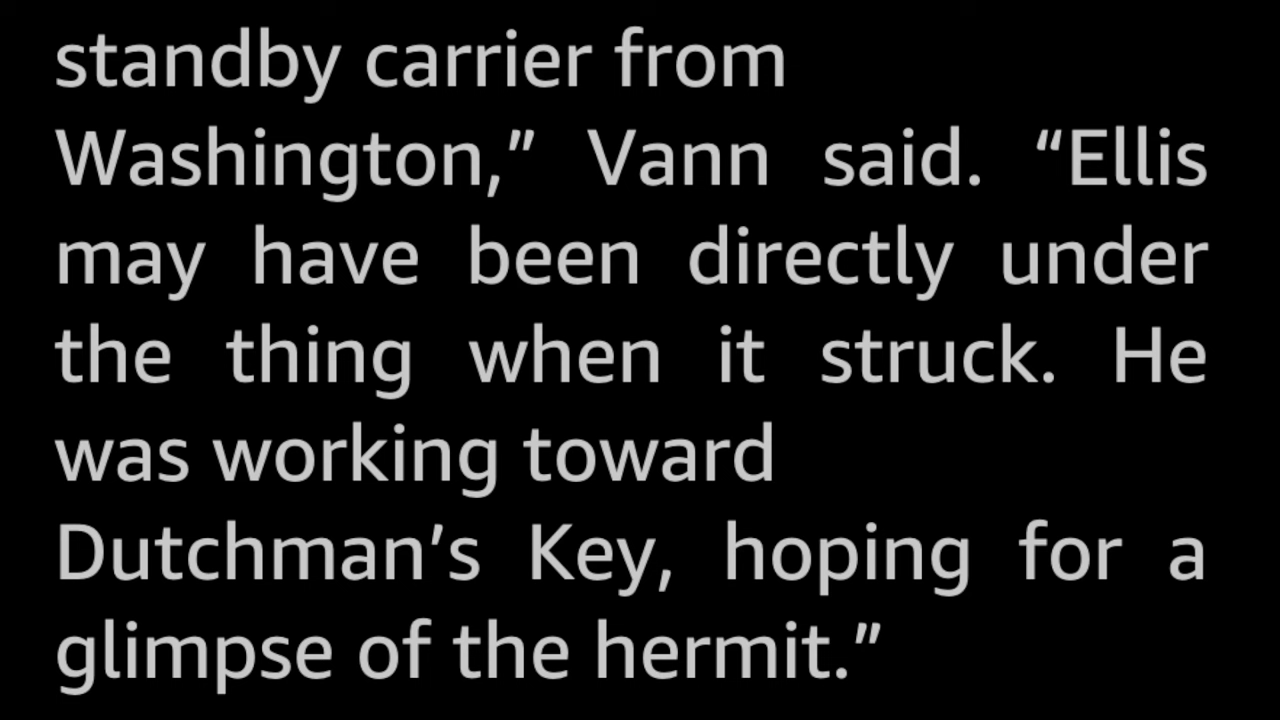 standby carrier from
Washington,” Vann said. “Ellis
may have been directly under
the thing when it struck. He
was working toward
Dutchman’s Key, hoping for a
glimpse of the hermit.”